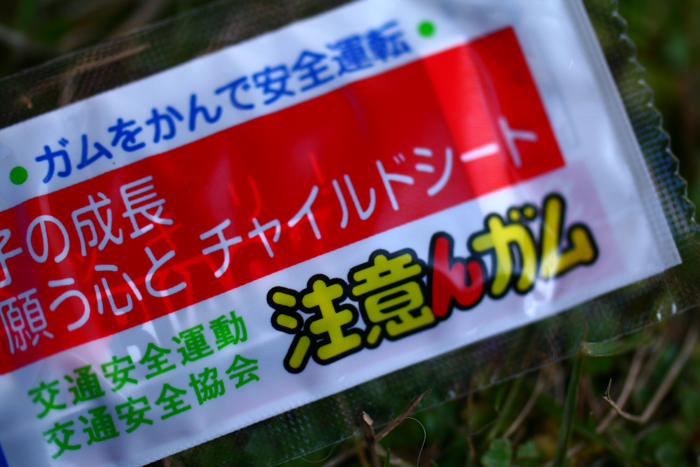 ●ガムをかんで安全運転●
子の成長
願う心と チャイルドシート
注意んガム
交通安全運動
交通安全協会